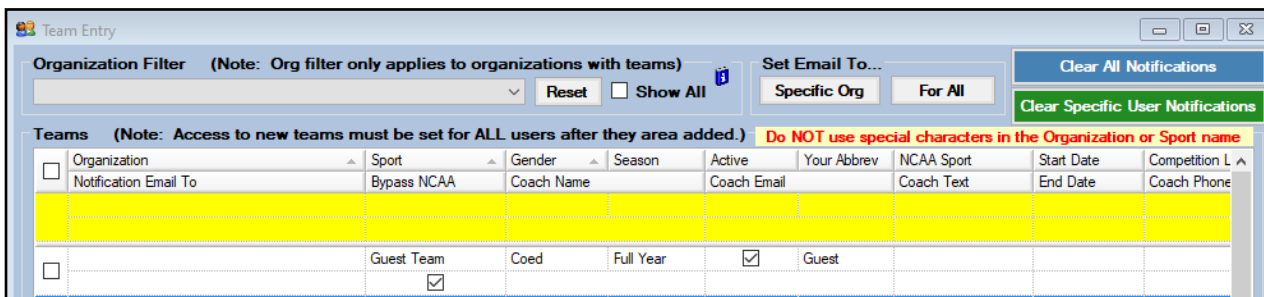 Team Entry
Organization Filter (Note: Org filter only applies to organizations with teams)
Reset
Show All
Set Email To...
Specific Org
For All
Clear All Notifications
Clear Specific User Notifications
Teams (Note: Access to new teams must be set for ALL users after they area added.)
Do NOT use special characters in the Organization or Sport name
Organization Sport Gender Season Active Your Abbrev NCAA Sport Start Date Competition L
Notification Email To Bypass NCAA Coach Name Coach Email Coach Text End Date Coach Phone
Guest Team Coed Full Year Guest